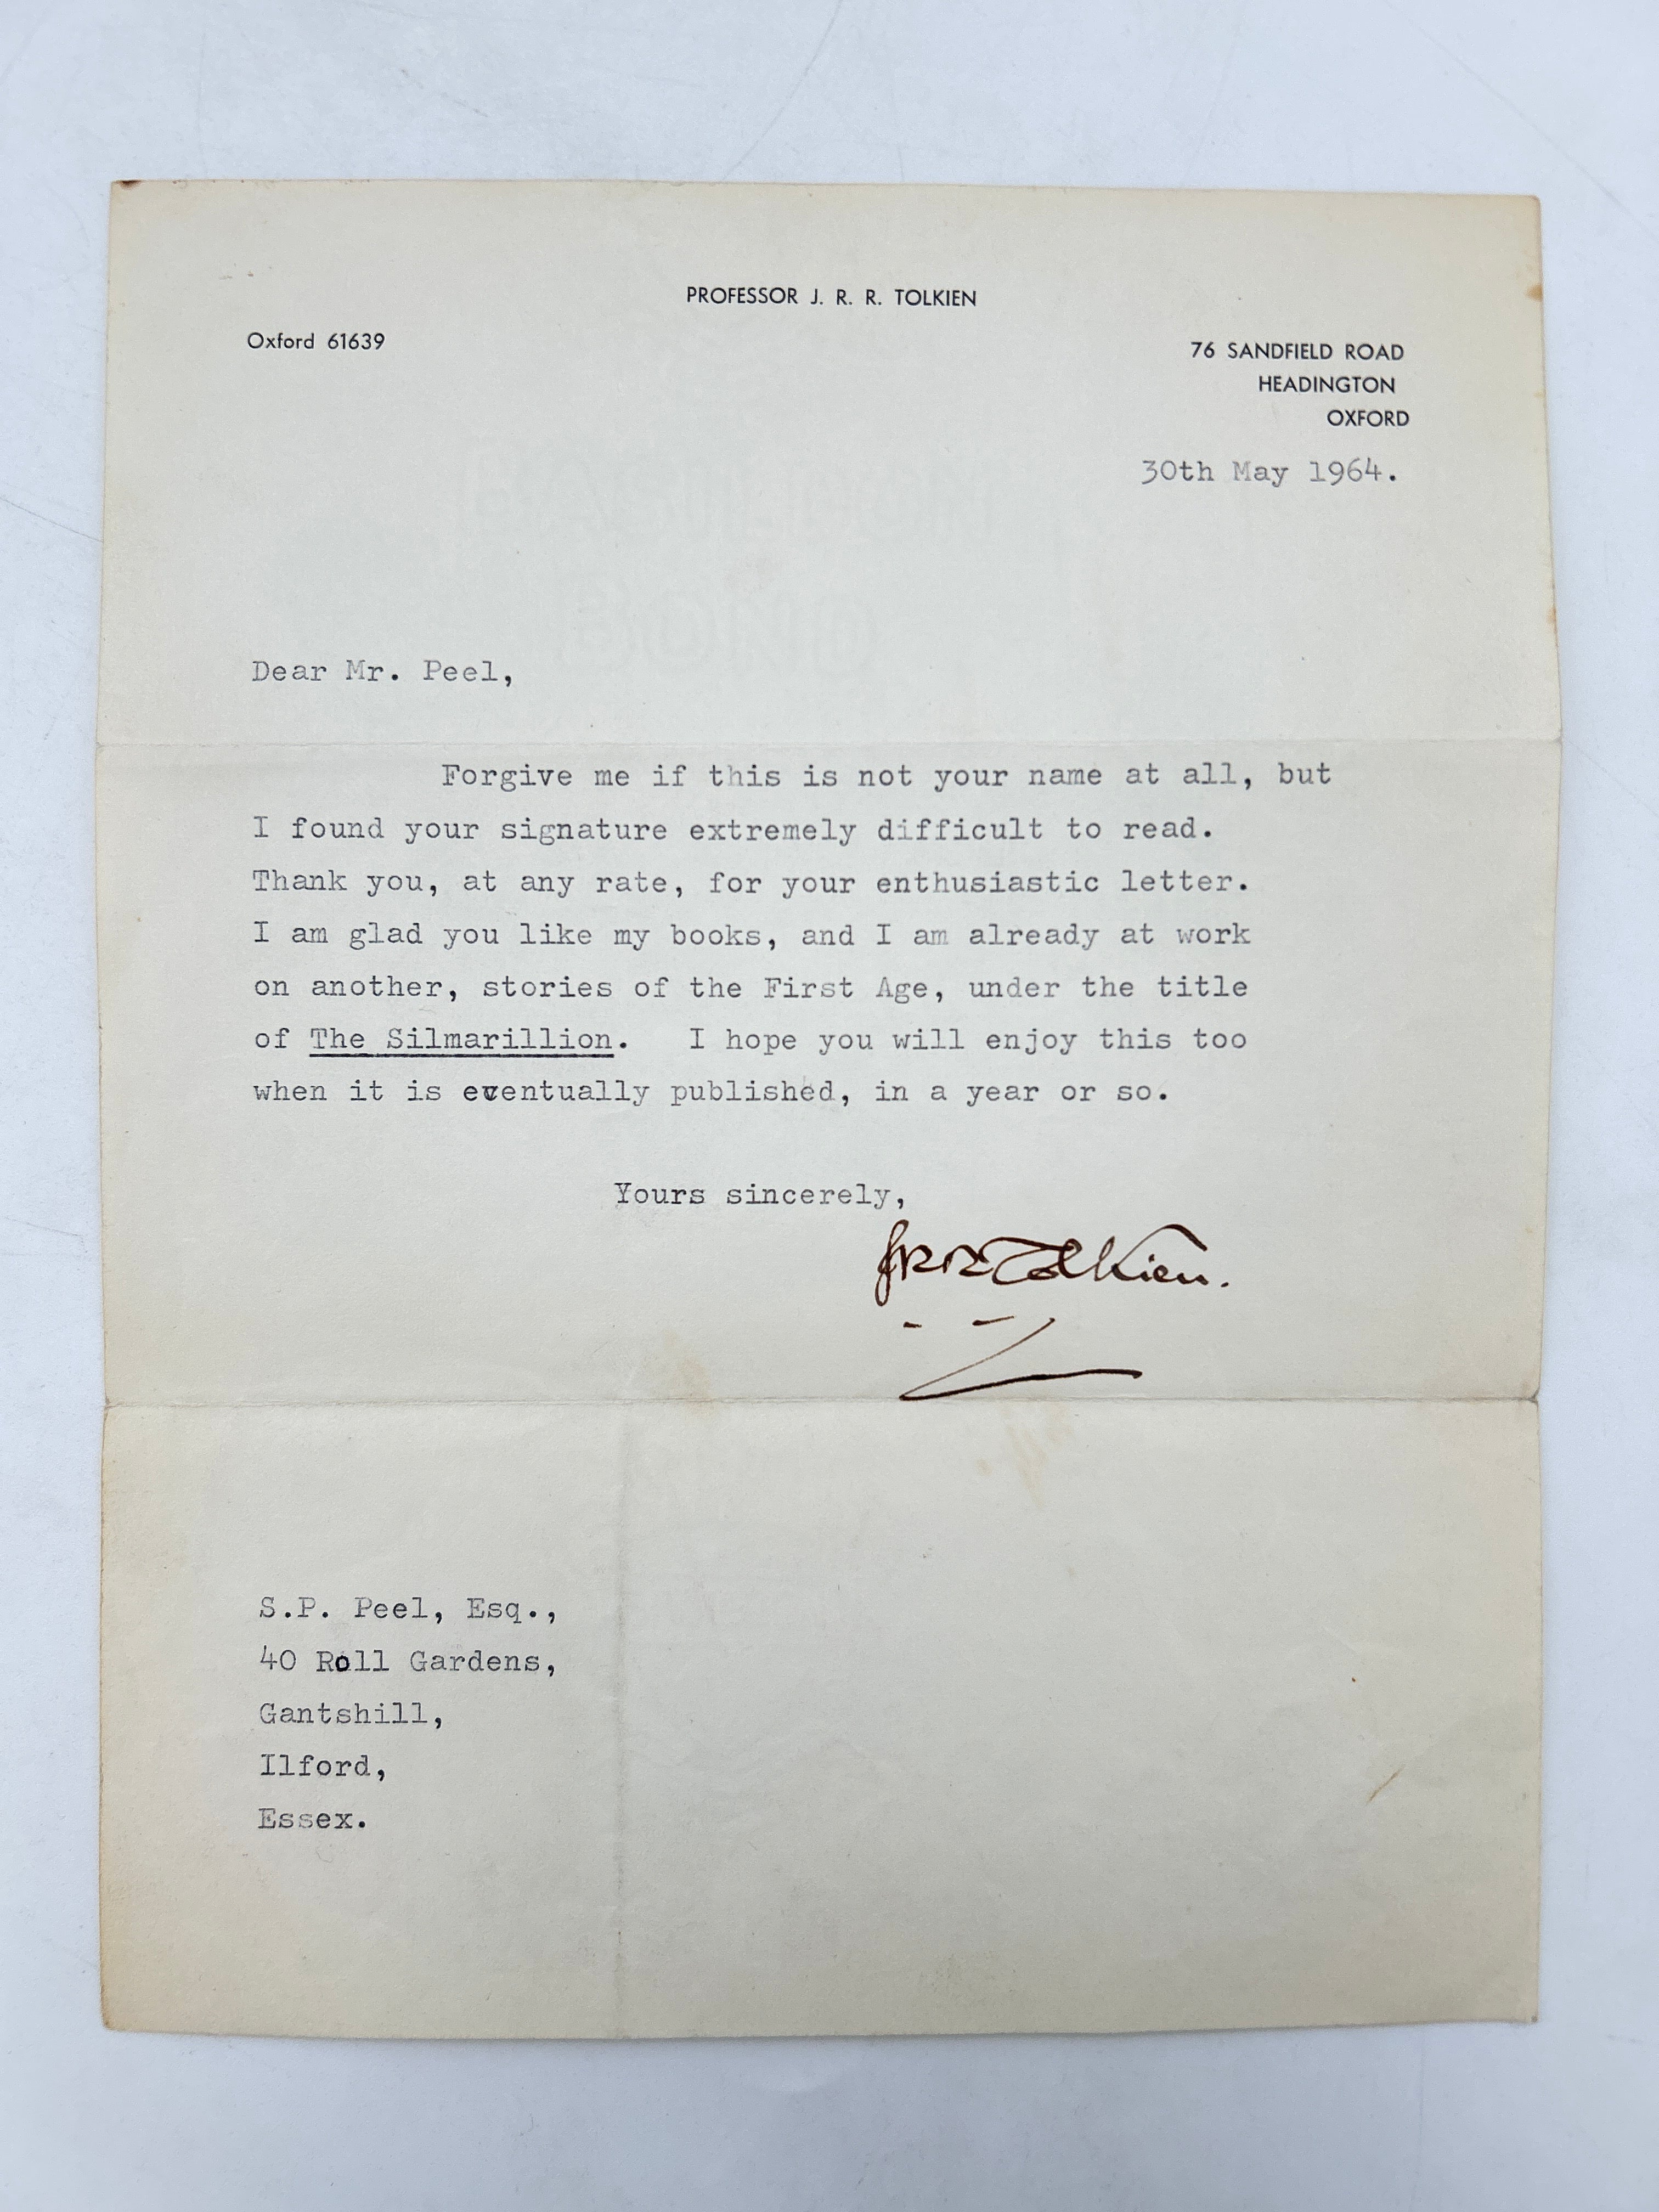 PROFESSOR J. R. R. TOLKIEN
Oxford 61639
76 SANDFIELD ROAD
HEADINGTON
OXFORD
30th May 1964.
Dear Mr. Peel,
Forgive me if this is not your name at all, but
I found your signature extremely difficult to read.
Thank you, at any rate, for your enthusiastic letter.
I am glad you like my books, and I am already at work
on another, stories of the First Age, under the title
of The Silmarillion. I hope you will enjoy this too
when it is eventually published, in a year or so.
Yours sincerely,
JRRTolkien.
S.P. Peel, Esq.,
40 Roll Gardens,
Gantshill,
Ilford,
Essex.